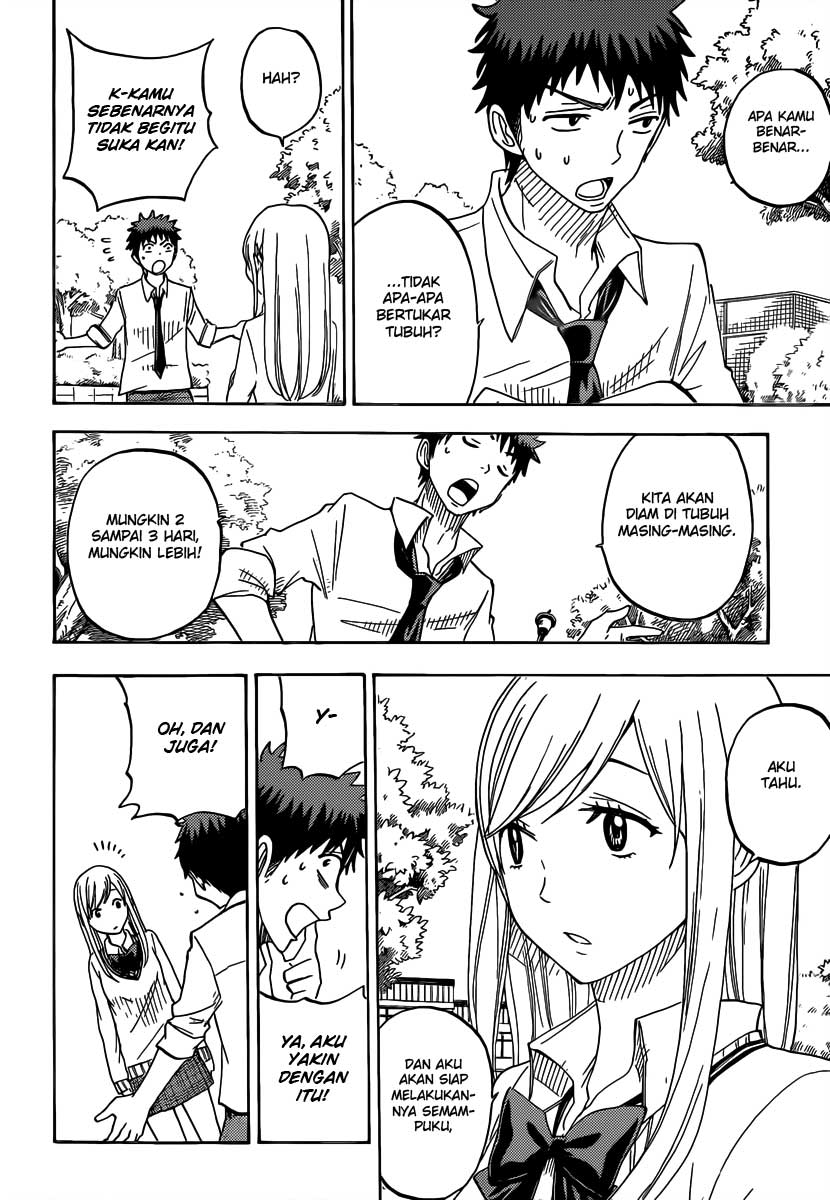 APA KAMU
BENAR-
BENAR...
...TIDAK
APA-APA
BERTUKAR
TUBUH?
HAH?
K-KAMU
SEBENARNYA
TIDAK BEGITU
SUKA KAN!
KITA AKAN
DIAM DI TUBUH
MASING-MASING.
MUNGKIN 2
SAMPAI 3 HARI,
MUNGKIN LEBIH!
AKU
TAHU.
DAN AKU
AKAN SIAP
MELAKUKAN-
NYA SEMAM-
PUKU,
Y-
YA, AKU
YAKIN
DENGAN
ITU!
OH, DAN
JUGA!